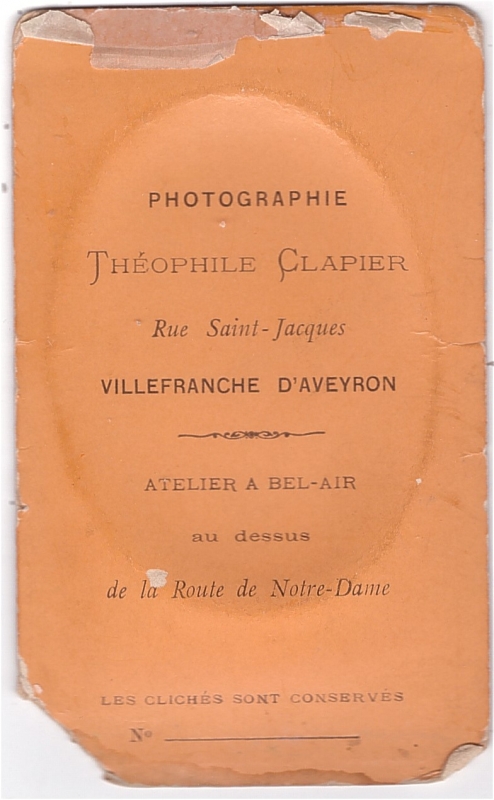 PHOTOGRAPHIE
THÉOPHILE CLAPIER
Rue Saint-Jacques
VILLEFRANCHE D'AVEYRON
ATELIER A BEL-AIR
au dessus
de la Route de Notre-Dame
LES CLICHÉS SONT CONSERVÉS
Nº